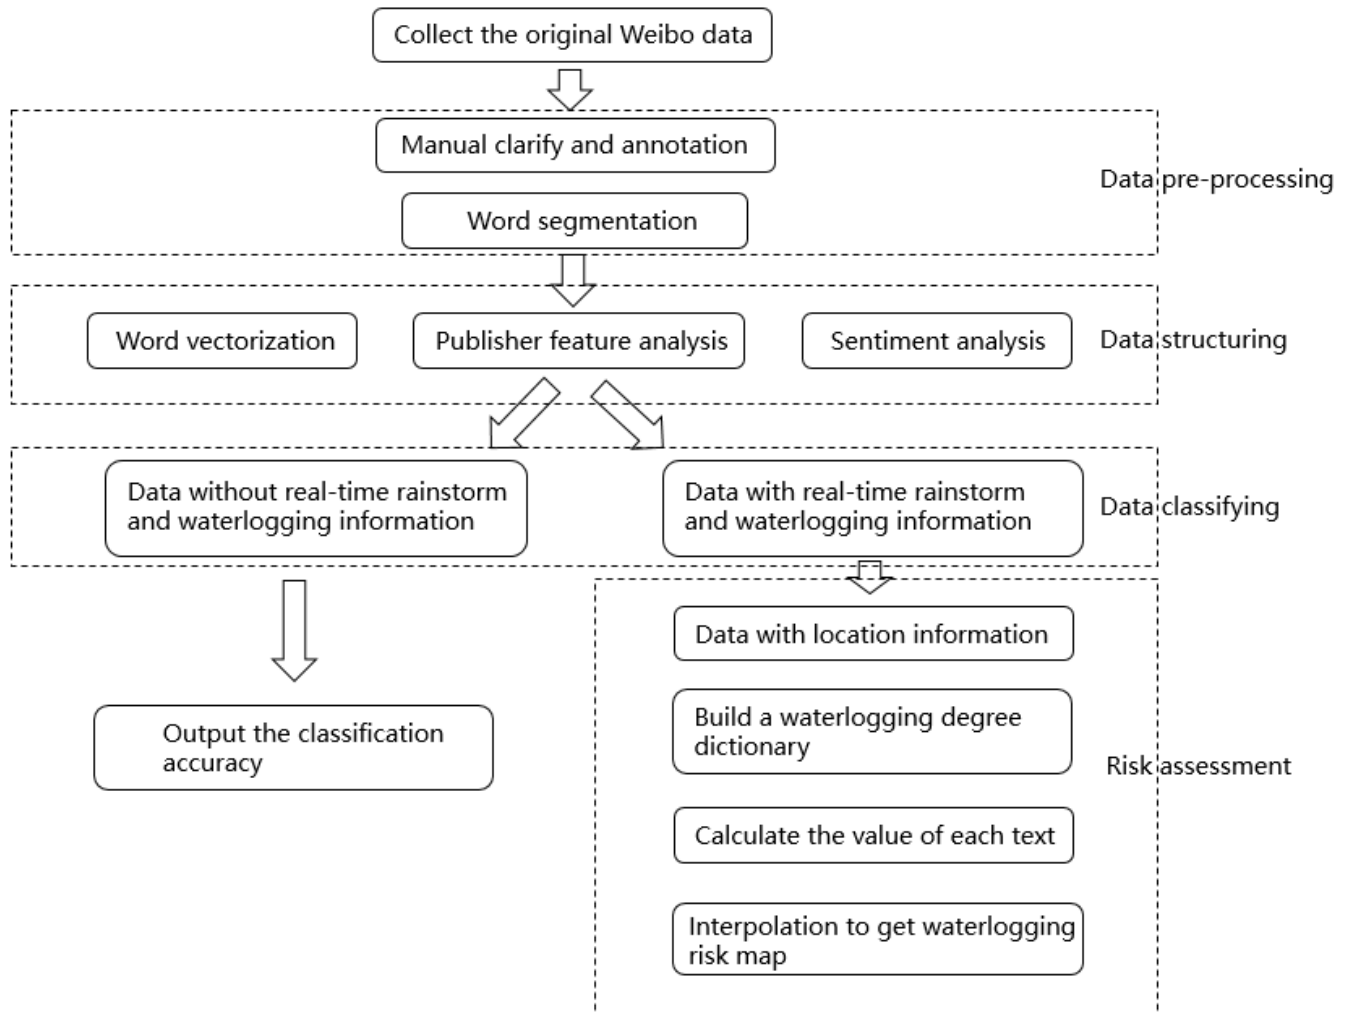 Collect the original Weibo data
Manual clarify and annotation
Data pre-processing
Word segmentation
Word vectorization
Publisher feature analysis
Sentiment analysis
Data structuring
Data without real-time rainstorm
and waterlogging information
Data with real-time rainstorm
and waterlogging information
Data classifying
Data with location information
Output the classification
accuracy
Build a waterlogging degree
dictionary
Risk assessment
Calculate the value of each text
Interpolation to get waterlogging
risk map